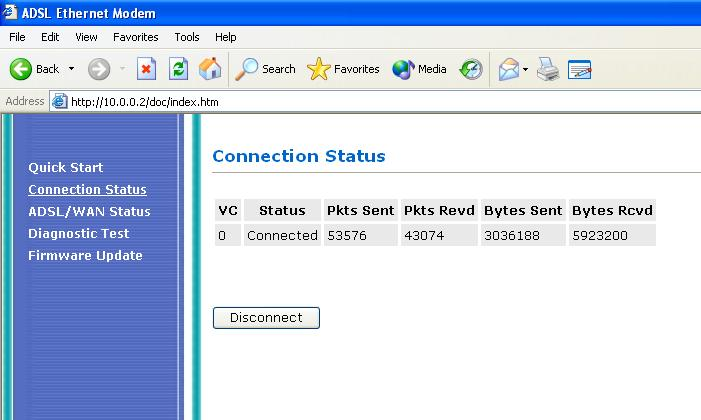 ADSL Ethernet Modem
File Edit View Favorites Tools Help
Back Search Favorites Media
Address http://10.0.0.2/doc/index.htm
Quick Start
Connection Status
ADSL/WAN Status
Diagnostic Test
Firmware Update
Connection Status
VC Status Pkts Sent Pkts Revd Bytes Sent Bytes Rcvd
0 Connected 53576 43074 3036188 5923200
Disconnect